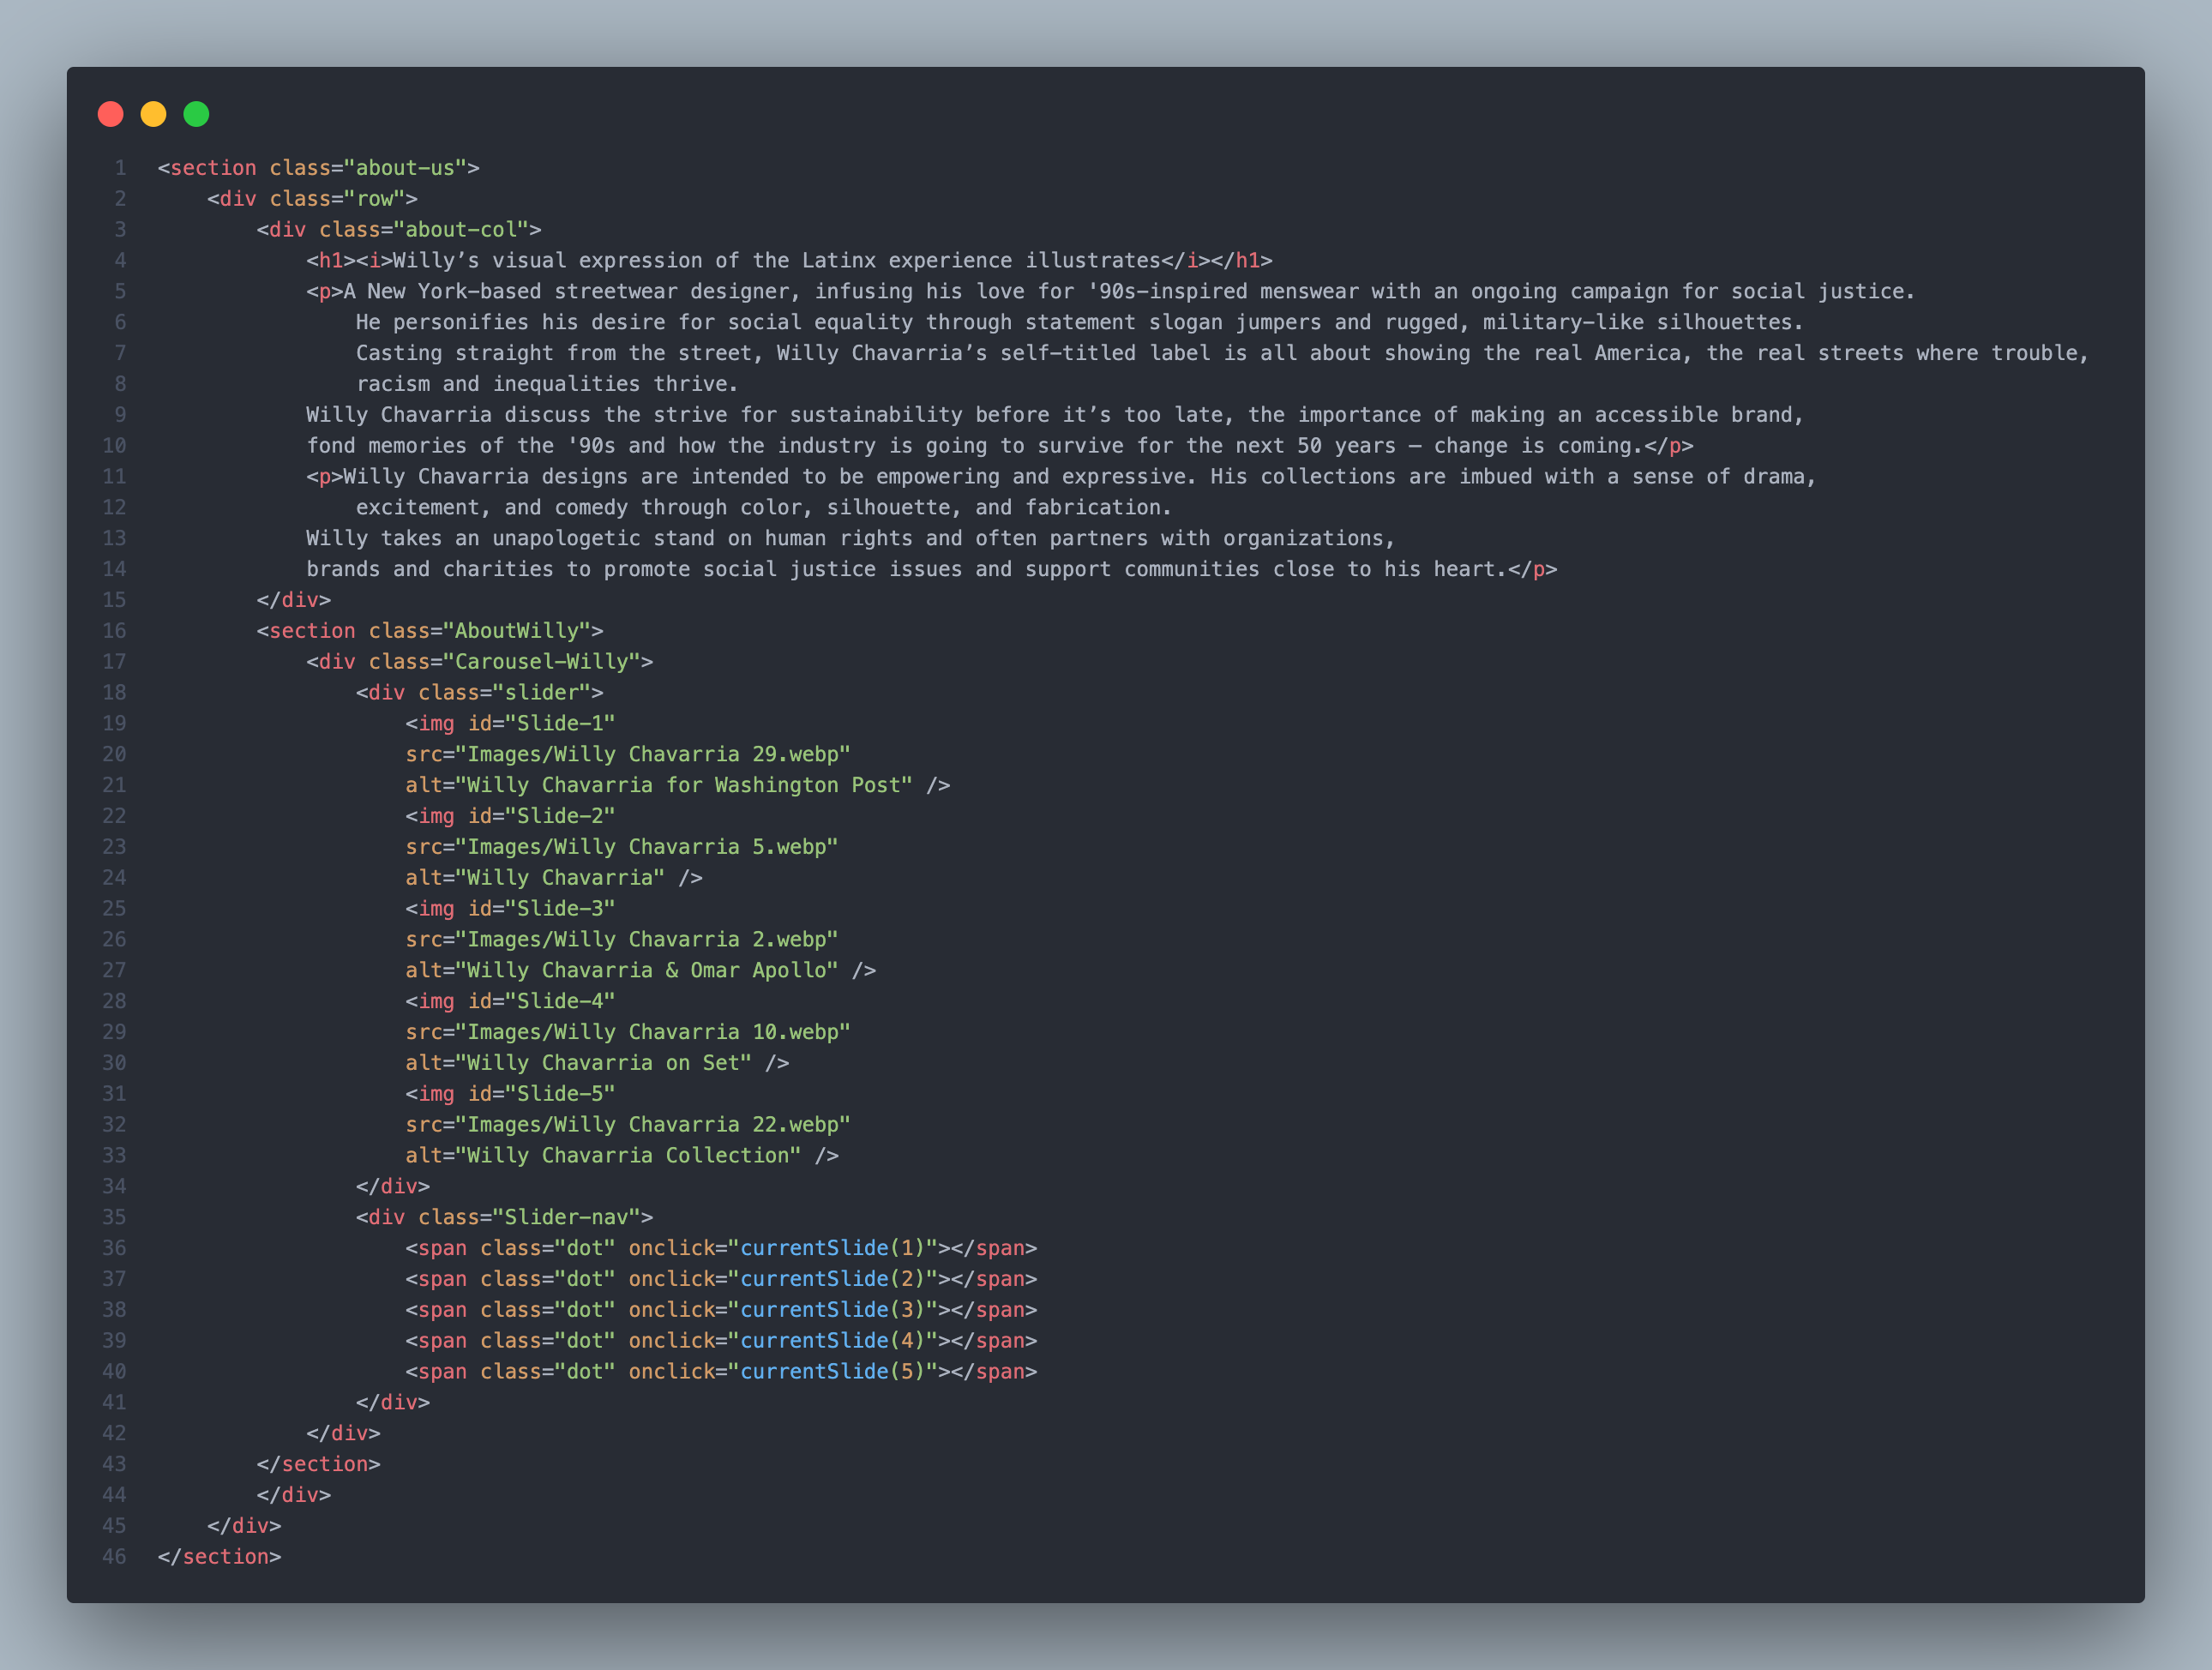 1 <section class="about-us">
2 <div class="row">
3 <div class="about-col">
4 <h1><i>Willy’s visual expression of the Latinx experience illustrates</i></h1>
5 <p>A New York-based streetwear designer, infusing his love for '90s-inspired menswear with an ongoing campaign for social justice.
6 He personifies his desire for social equality through statement slogan jumpers and rugged, military-like silhouettes.
7 Casting straight from the street, Willy Chavarria’s self-titled label is all about showing the real America, the real streets where trouble,
8 racism and inequalities thrive.
9 Willy Chavarria discuss the strive for sustainability before it’s too late, the importance of making an accessible brand,
10 fond memories of the '90s and how the industry is going to survive for the next 50 years – change is coming.</p>
11 <p>Willy Chavarria designs are intended to be empowering and expressive. His collections are imbued with a sense of drama,
12 excitement, and comedy through color, silhouette, and fabrication.
13 Willy takes an unapologetic stand on human rights and often partners with organizations,
14 brands and charities to promote social justice issues and support communities close to his heart.</p>
15 </div>
16 <section class="AboutWilly">
17 <div class="Carousel-Willy">
18 <div class="slider">
19 <img id="Slide-1"
20 src="Images/Willy Chavarria 29.webp"
21 alt="Willy Chavarria for Washington Post" />
22 <img id="Slide-2"
23 src="Images/Willy Chavarria 5.webp"
24 alt="Willy Chavarria" />
25 <img id="Slide-3"
26 src="Images/Willy Chavarria 2.webp"
27 alt="Willy Chavarria & Omar Apollo" />
28 <img id="Slide-4"
29 src="Images/Willy Chavarria 10.webp"
30 alt="Willy Chavarria on Set" />
31 <img id="Slide-5"
32 src="Images/Willy Chavarria 22.webp"
33 alt="Willy Chavarria Collection" />
34 </div>
35 <div class="Slider-nav">
36 <span class="dot" onclick="currentSlide(1)"></span>
37 <span class="dot" onclick="currentSlide(2)"></span>
38 <span class="dot" onclick="currentSlide(3)"></span>
39 <span class="dot" onclick="currentSlide(4)"></span>
40 <span class="dot" onclick="currentSlide(5)"></span>
41 </div>
42 </div>
43 </section>
44 </div>
45 </div>
46 </section>